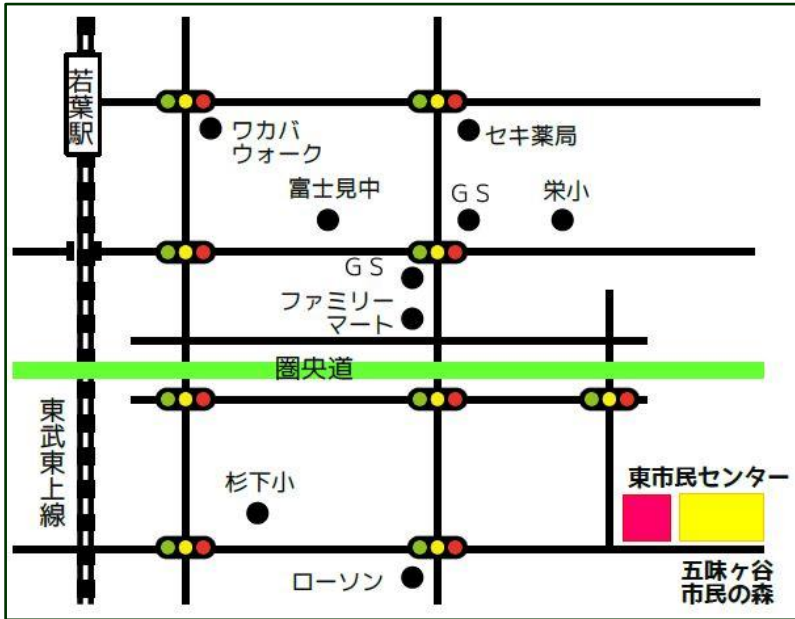 若葉駅
ワカバ
ウォーク
セキ薬局
富士見中
ＧＳ
栄小
ＧＳ
ファミリー
マート
圏央道
東武東上線
杉下小
東市民センター
ローソン
五味ヶ谷
市民の森